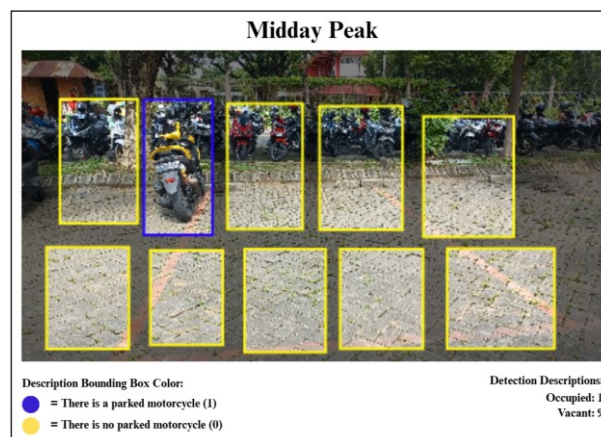 Midday Peak
Description Bounding Box Color:
= There is a parked motorcycle (1)
= There is no parked motorcycle (0)
Detection Descriptions:
Occupied: 1
Vacant: 9